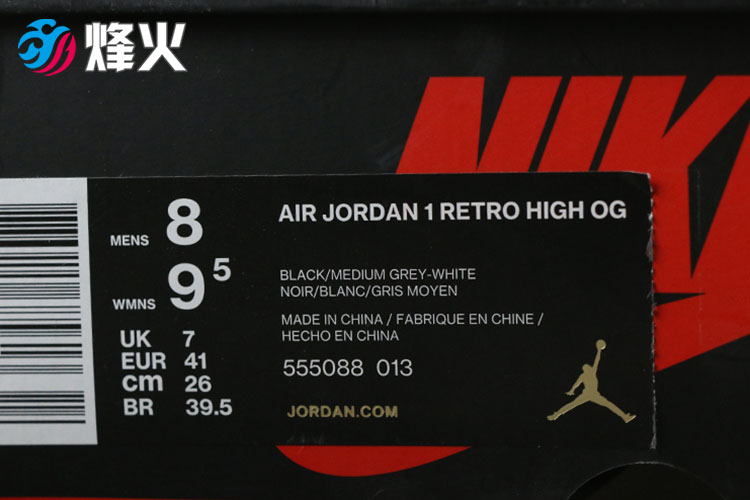 烽火
NIK
AIR JORDAN 1 RETRO HIGH OG
MENS 8
WMNS 9 5
UK 7
EUR 41
cm 26
BR 39.5
BLACK/MEDIUM GREY-WHITE
NOIR/BLANC/GRIS MOYEN
MADE IN CHINA / FABRIQUE EN CHINE /
HECHO EN CHINA
555088 013
JORDAN.COM